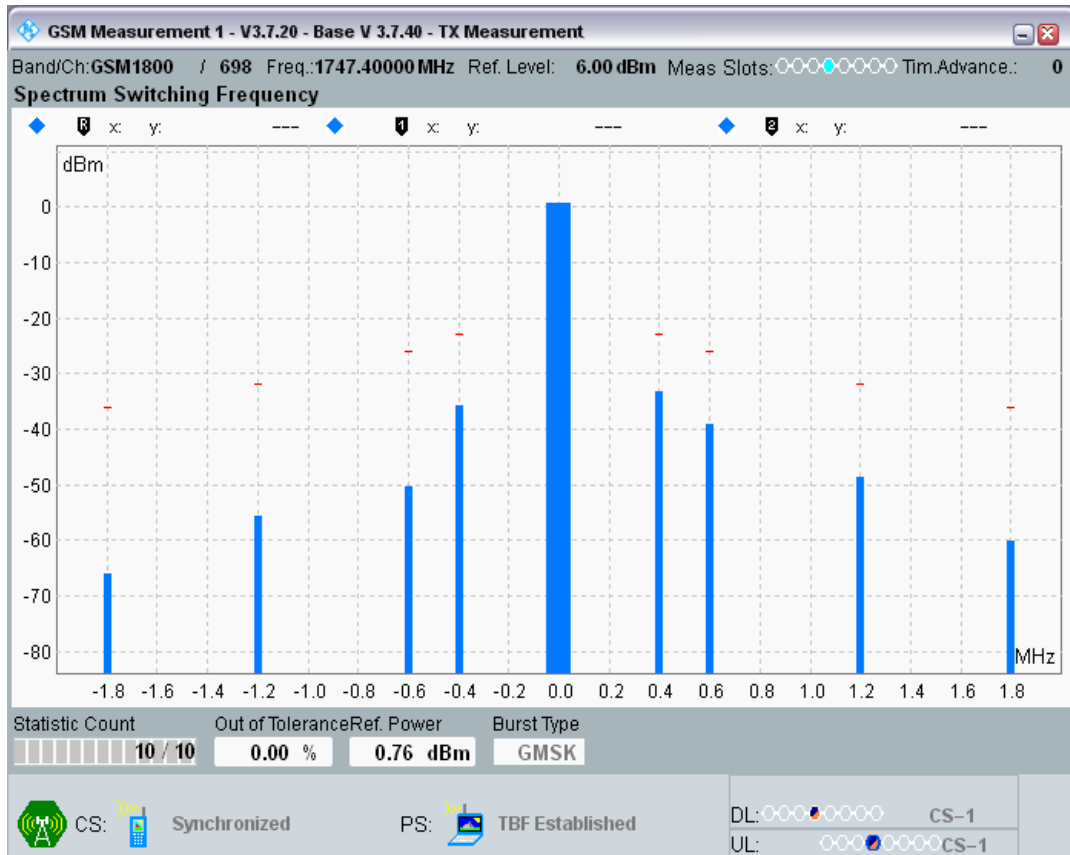 GSM Measurement 1 - V3.7.20 - Base V 3.7.40 - TX Measurement
Band/Ch:GSM1800 / 698 Freq.:1747.40000 MHz Ref. Level: 6.00 dBm Meas Slots: Tim.Advance.: 0
Spectrum Switching Frequency
R x: y: --- 1 x: y: --- 2 x: y: ---
dBm
0
-10
-20
-30
-40
-50
-60
-70
-80
MHz
-1.8 -1.6 -1.4 -1.2 -1.0 -0.8 -0.6 -0.4 -0.2 0.0 0.2 0.4 0.6 0.8 1.0 1.2 1.4 1.6 1.8
Statistic Count Out of Tolerance Ref. Power Burst Type
10 / 10 0.00 % 0.76 dBm GMSK
CS: Synchronized PS: TBF Established DL: CS-1
UL: CS-1